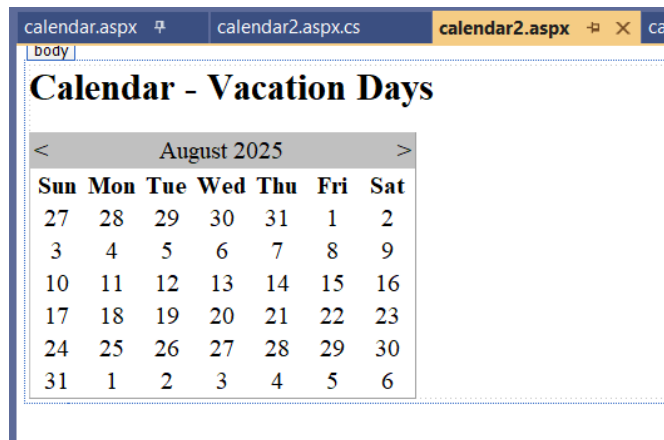 calendar.aspx calendar2.aspx.cs calendar2.aspx ca
body
Calendar - Vacation Days
< August 2025 >
Sun Mon Tue Wed Thu Fri Sat
27 28 29 30 31 1 2
3 4 5 6 7 8 9
10 11 12 13 14 15 16
17 18 19 20 21 22 23
24 25 26 27 28 29 30
31 1 2 3 4 5 6